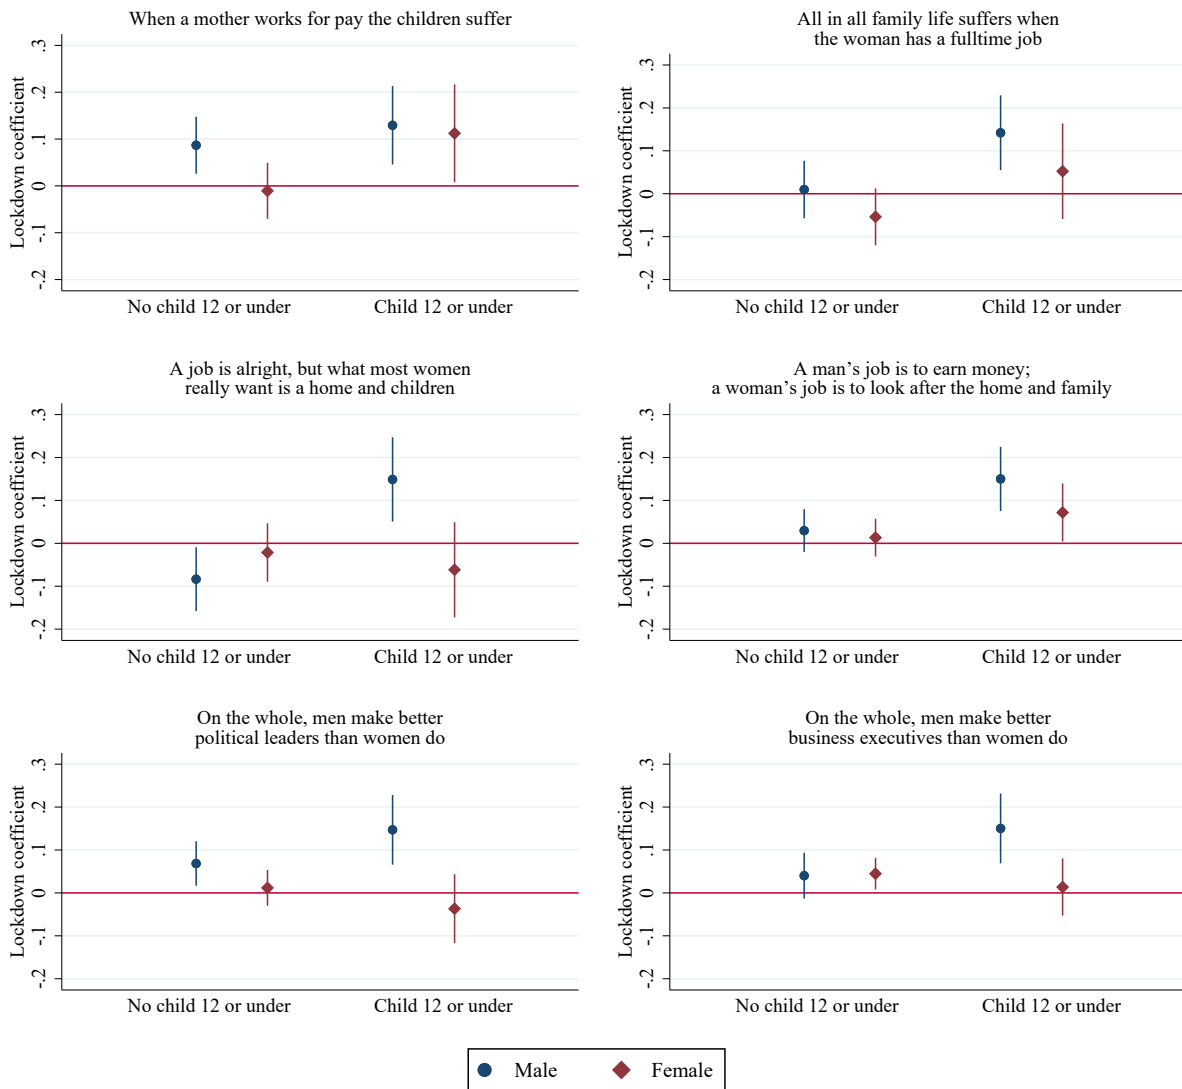 When a mother works for pay the children suffer
Lockdown coefficient
.3
.2
.1
0
-.1
-.2
No child 12 or under
Child 12 or under
All in all family life suffers when
the woman has a fulltime job
Lockdown coefficient
.3
.2
.1
0
-.1
-.2
No child 12 or under
Child 12 or under
A job is alright, but what most women
really want is a home and children
Lockdown coefficient
.3
.2
.1
0
-.1
-.2
No child 12 or under
Child 12 or under
A man’s job is to earn money;
a woman’s job is to look after the home and family
Lockdown coefficient
.3
.2
.1
0
-.1
-.2
No child 12 or under
Child 12 or under
On the whole, men make better
political leaders than women do
Lockdown coefficient
.3
.2
.1
0
-.1
-.2
No child 12 or under
Child 12 or under
On the whole, men make better
business executives than women do
Lockdown coefficient
.3
.2
.1
0
-.1
-.2
No child 12 or under
Child 12 or under
Male
Female